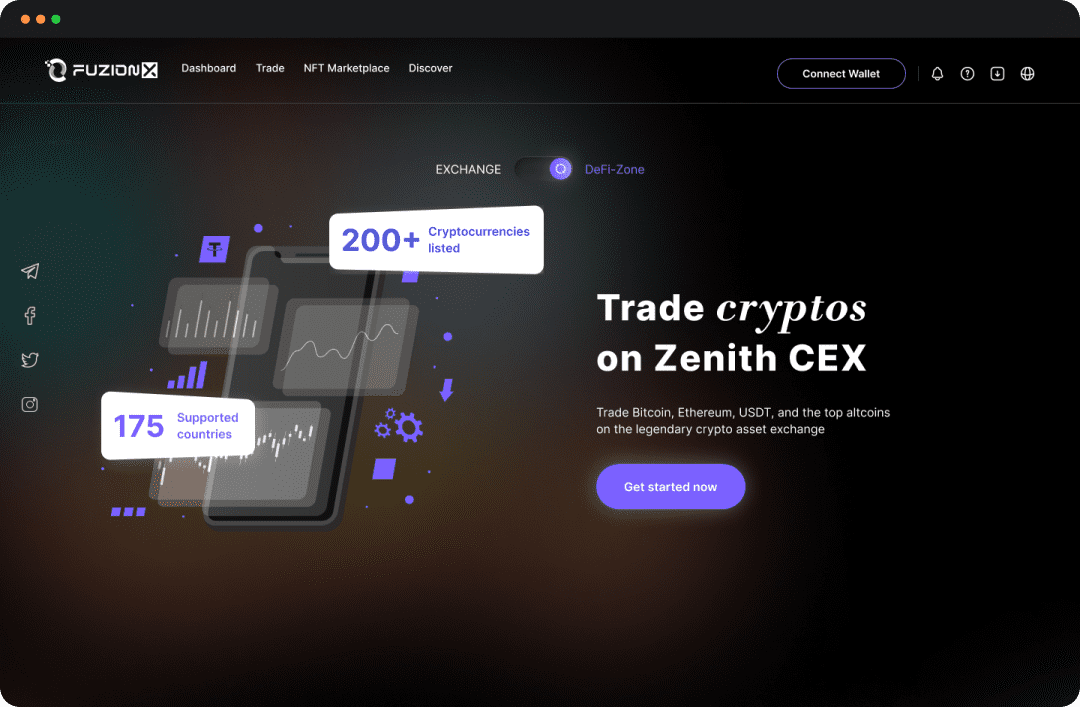 FUZIONX
Dashboard
Trade
NFT Marketplace
Discover
Connect Wallet
EXCHANGE
DeFi-Zone
200+
Cryptocurrencies
listed
175
Supported
countries
Trade cryptos
on Zenith CEX
Trade Bitcoin, Ethereum, USDT, and the top altcoins
on the legendary crypto asset exchange
Get started now